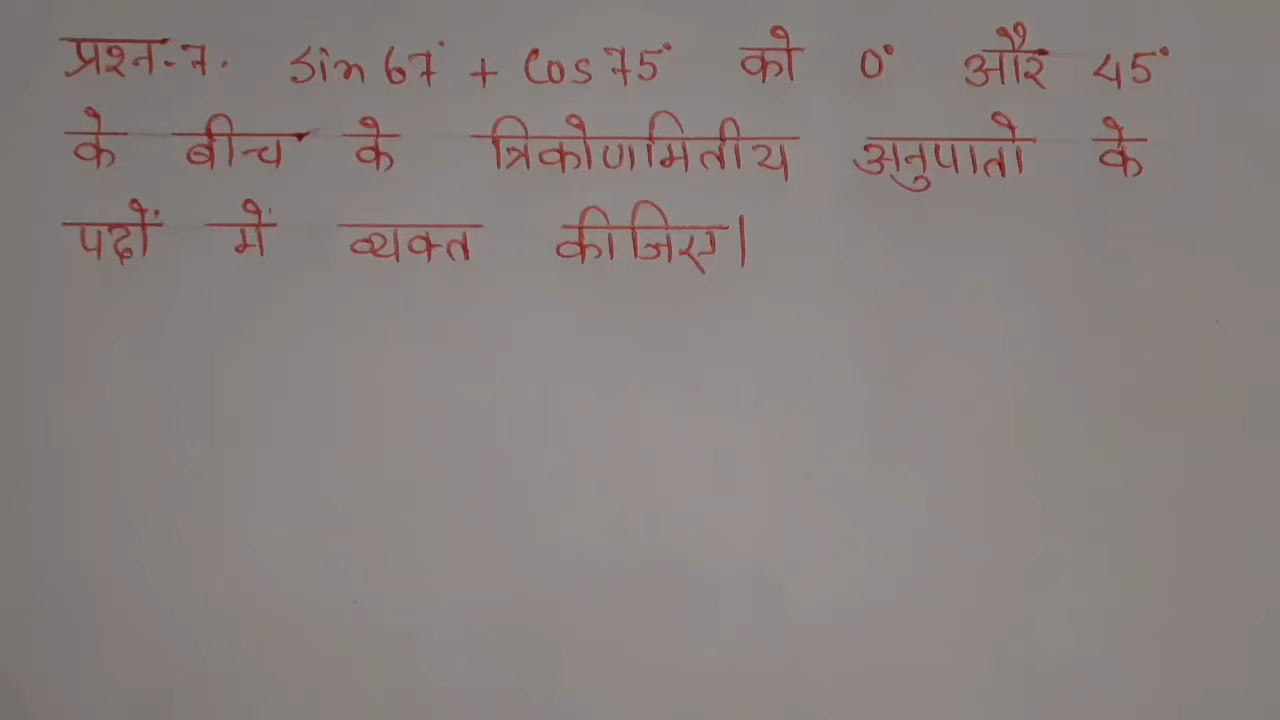 प्रश्न-7. sin 67° + cos 75° को 0° और 45°
के बीच के त्रिकोणमितीय अनुपातो के
पदों में व्यक्त कीजिए।